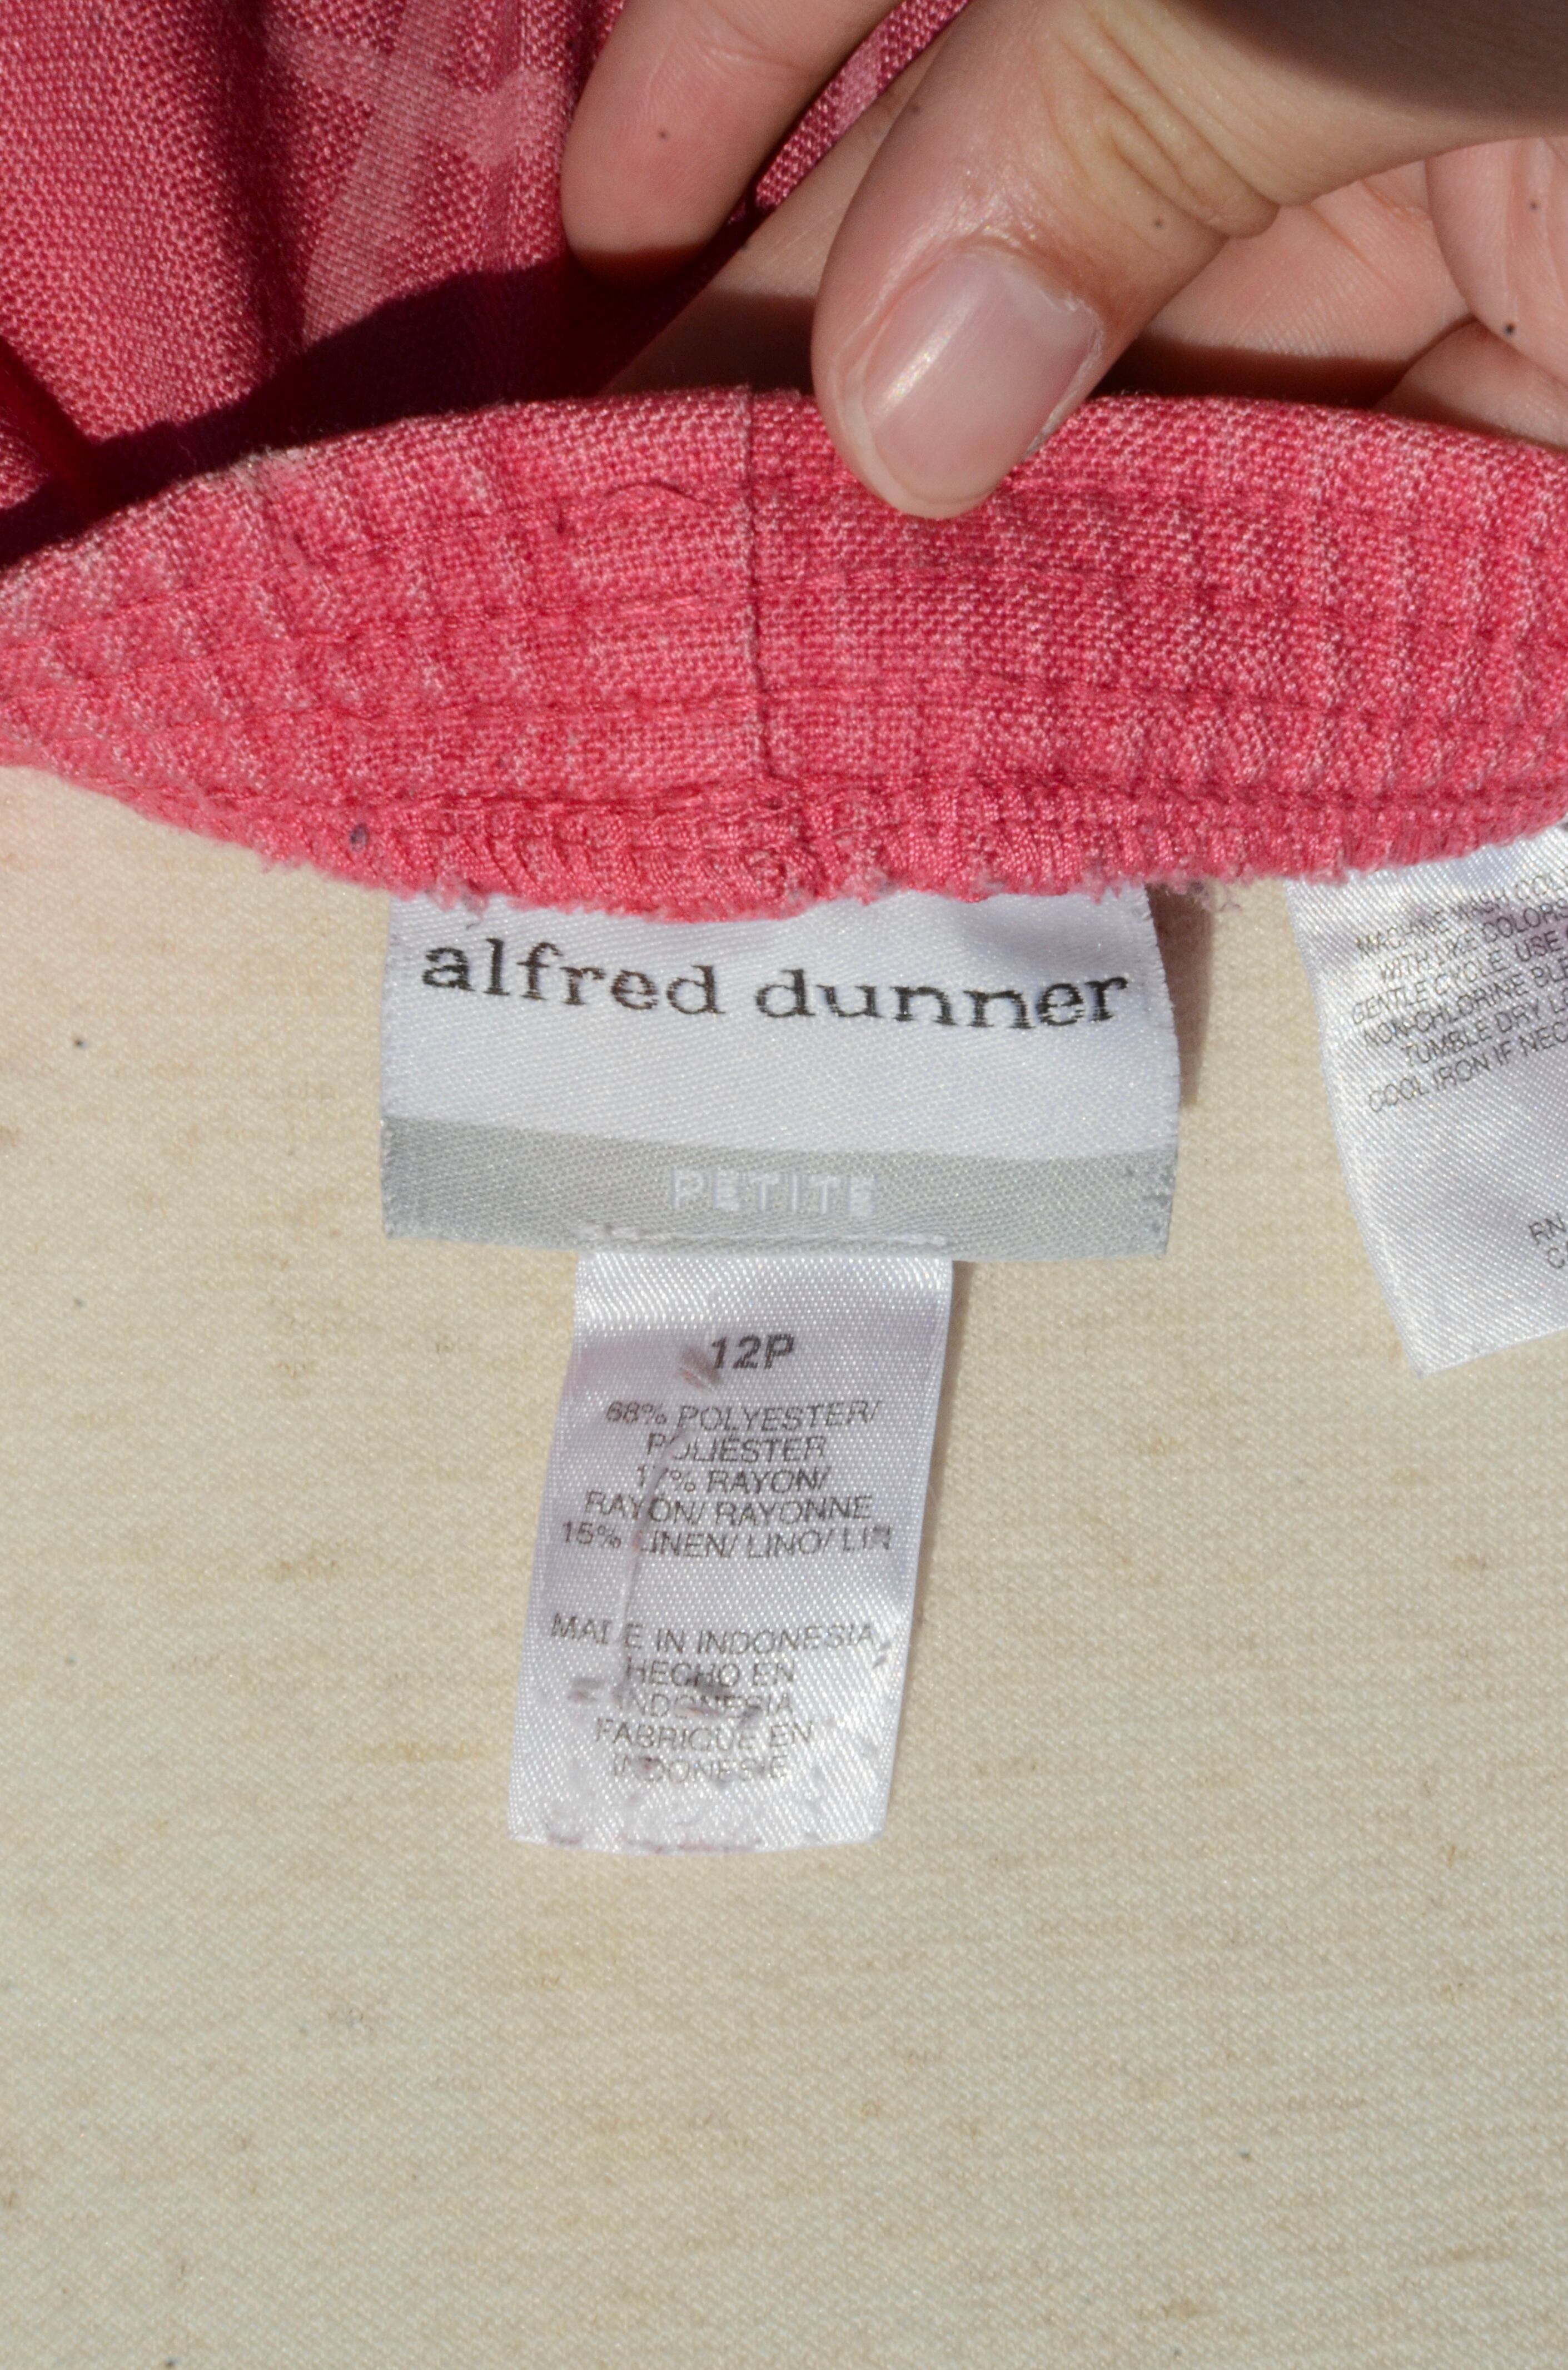 alfred dunner
PETITE
12P
68% POLYESTER/
POLIÉSTER
17% RAYON/
RAYON/ RAYONNE
15% LINEN/ LINO/ LIN
MADE IN INDONESIA
HECHO EN
INDONESIA
FABRIQUE EN
INDONESIE
MACHINE WASH
WITH LIKE COLORS
GENTLE CYCLE. USE
NON-CHLORINE
TUMBLE DRY
COOL IRON IF
RN